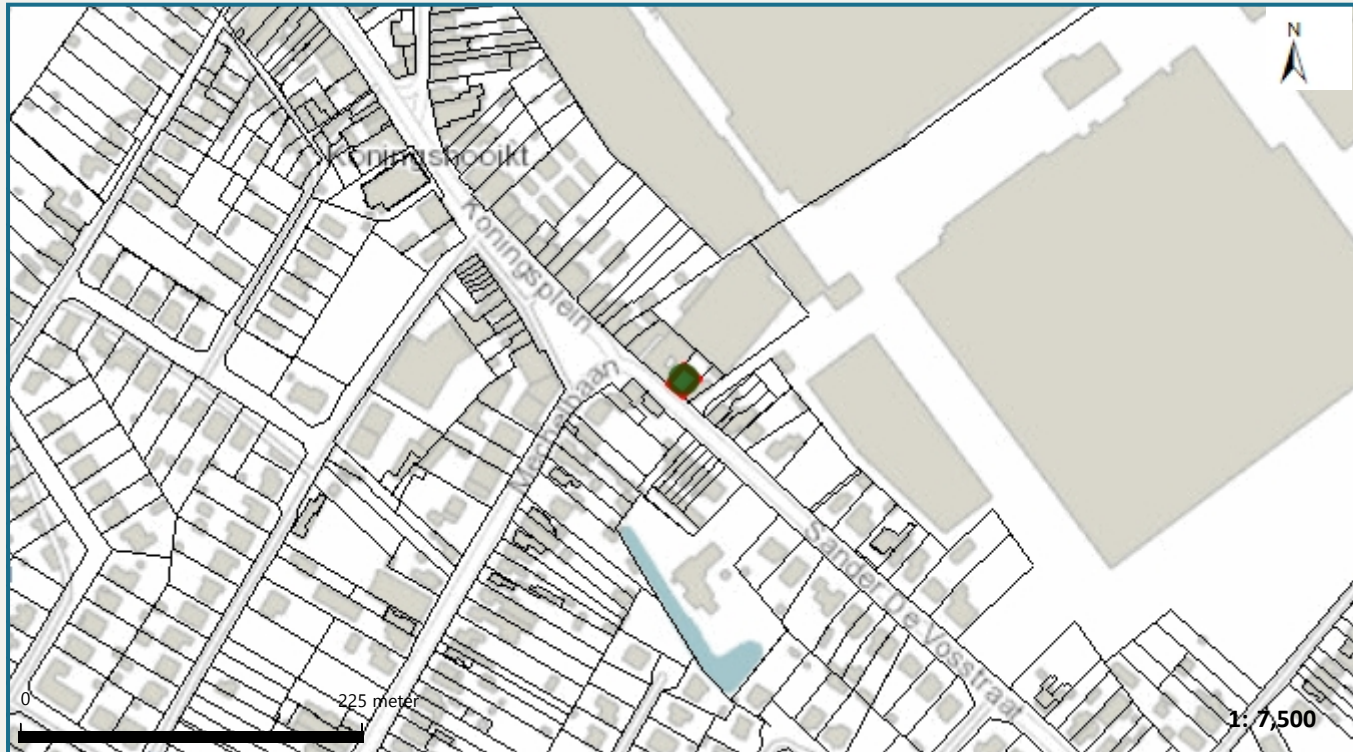 N
Koningshooikt
Koningsplein
Mechelbaan
Sander De Vosstraat
0
225 meter
1: 7,500